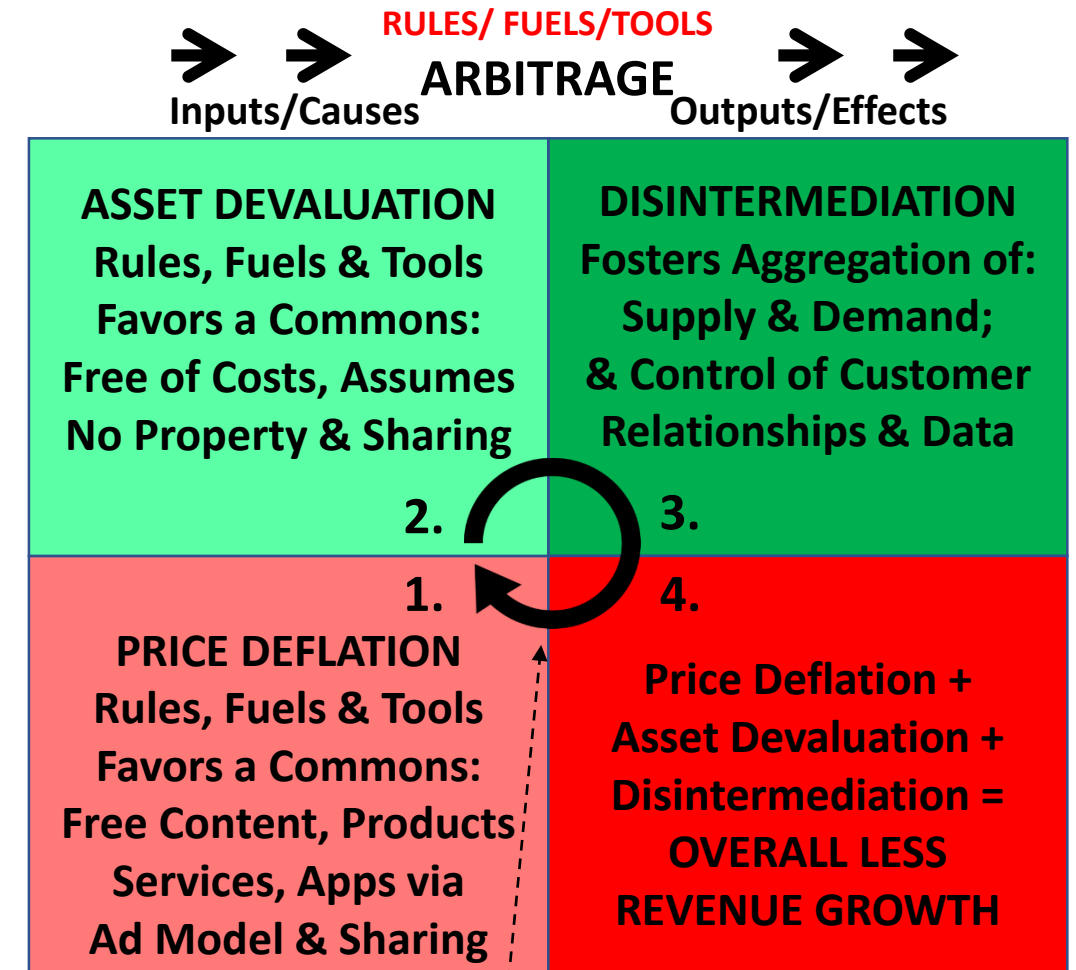 RULES/ FUELS/TOOLS
ARBITRAGE
Inputs/Causes
Outputs/Effects
ASSET DEVALUATION
Rules, Fuels & Tools
Favors a Commons:
Free of Costs, Assumes
No Property & Sharing
2.
DISINTERMEDIATION
Fosters Aggregation of:
Supply & Demand;
& Control of Customer
Relationships & Data
3.
1.
PRICE DEFLATION
Rules, Fuels & Tools
Favors a Commons:
Free Content, Products
Services, Apps via
Ad Model & Sharing
4.
Price Deflation +
Asset Devaluation +
Disintermediation =
OVERALL LESS
REVENUE GROWTH